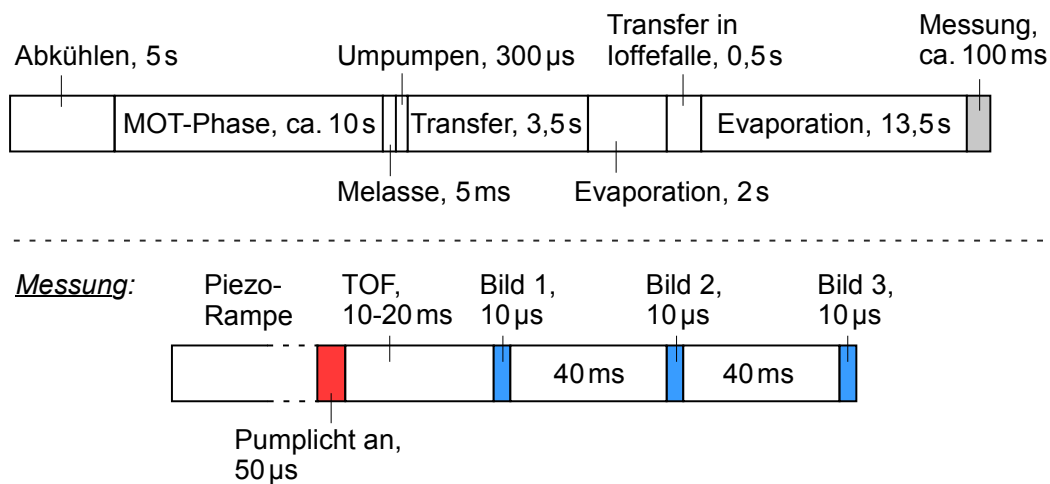 Abkühlen, 5 s
Umpumpen, 300 µs
Transfer in
Ioffefalle, 0,5 s
Messung,
ca. 100 ms
MOT-Phase, ca. 10 s
Transfer, 3,5 s
Evaporation, 13,5 s
Melasse, 5 ms
Evaporation, 2 s
Messung:
Piezo-
Rampe
TOF,
10-20 ms
Bild 1,
10 µs
Bild 2,
10 µs
Bild 3,
10 µs
40 ms
40 ms
Pumplicht an,
50 µs